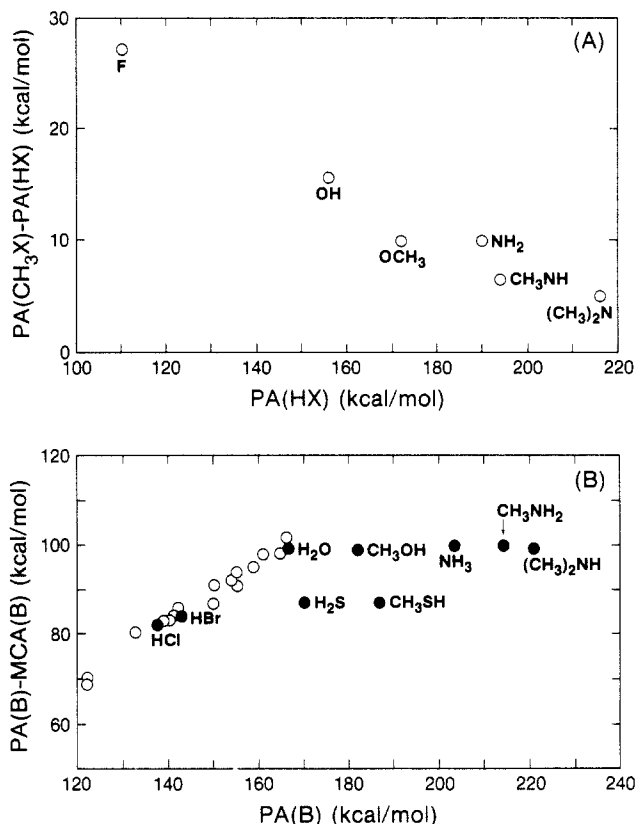 (A)
PA(CH3X)-PA(HX) (kcal/mol)
30
20
10
0
F
OH
OCH3
NH2
CH3NH
(CH3)2N
100 120 140 160 180 200 220
PA(HX) (kcal/mol)
(B)
PA(B)-MCA(B) (kcal/mol)
120
100
80
60
CH3NH2
H2O
CH3OH
NH3
(CH3)2NH
HBr
HCl
H2S
CH3SH
120 140 160 180 200 220 240
PA(B) (kcal/mol)